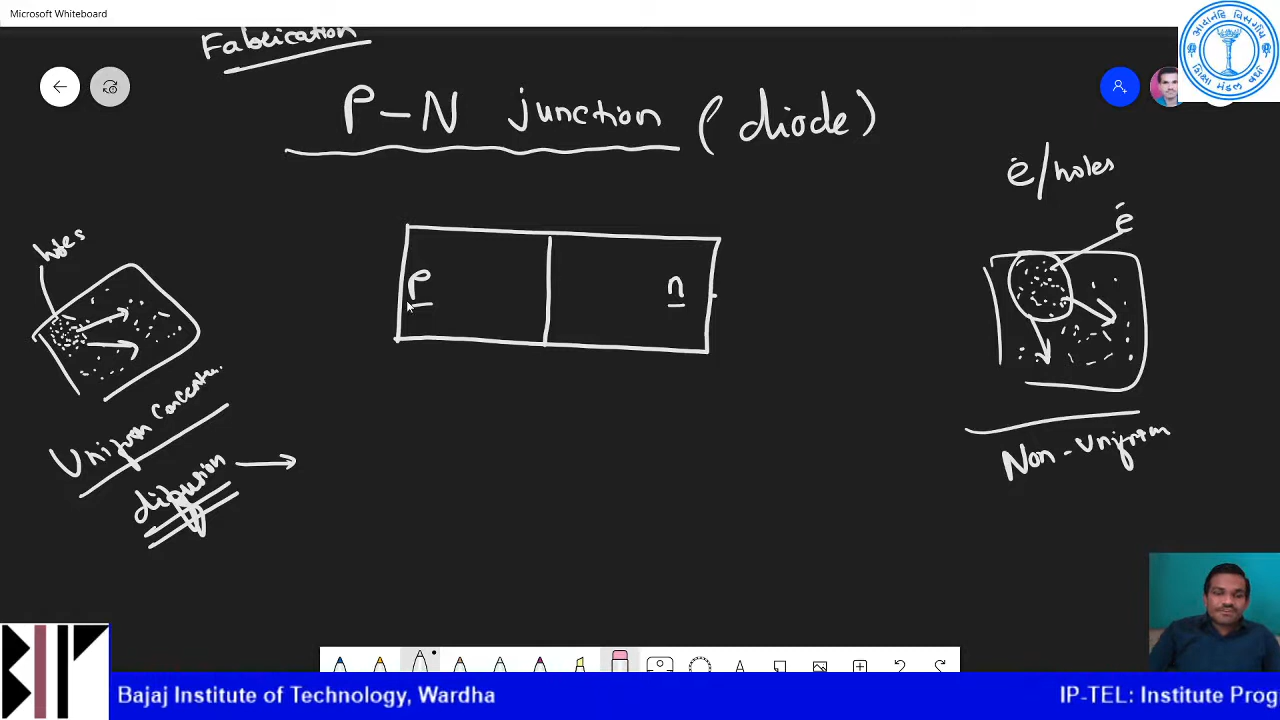 Microsoft Whiteboard
Fabrication
P-N junction (diode)
ē/holes
holes
ē
P
n
Uniform Concentra.
diffusion →
Non-Uniform
Bajaj Institute of Technology, Wardha
IP-TEL: Institute Prog